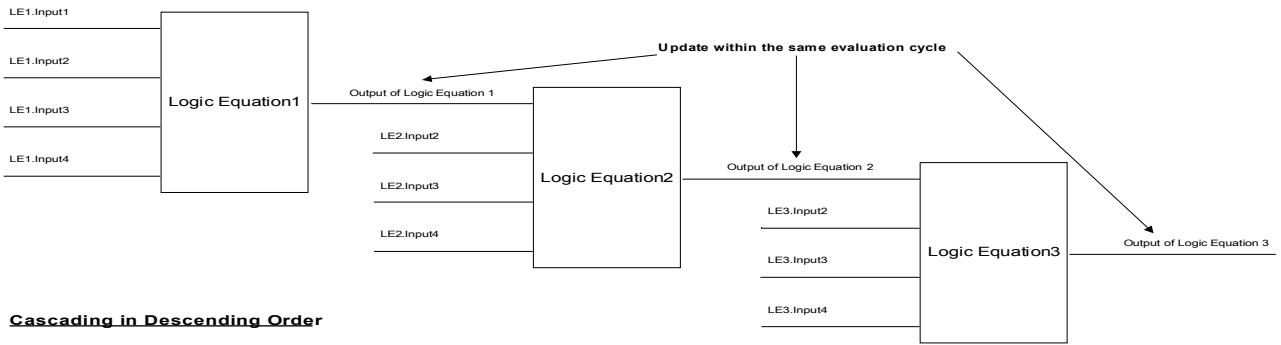 LE1.Input1
LE1.Input2
LE1.Input3
LE1.Input4
Logic Equation1
Update within the same evaluation cycle
Output of Logic Equation 1
LE2.Input2
LE2.Input3
LE2.Input4
Logic Equation2
Output of Logic Equation 2
LE3.Input2
LE3.Input3
LE3.Input4
Logic Equation3
Output of Logic Equation 3
Cascading in Descending Order